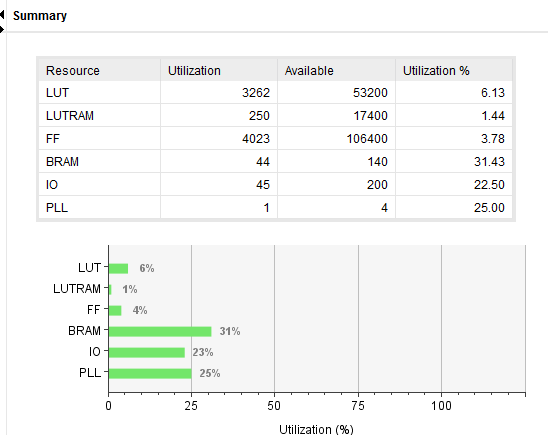 Summary
Resource Utilization Available Utilization %
LUT 3262 53200 6.13
LUTRAM 250 17400 1.44
FF 4023 106400 3.78
BRAM 44 140 31.43
IO 45 200 22.50
PLL 1 4 25.00
LUT 6%
LUTRAM 1%
FF 4%
BRAM 31%
IO 23%
PLL 25%
0 25 50 75 100
Utilization (%)